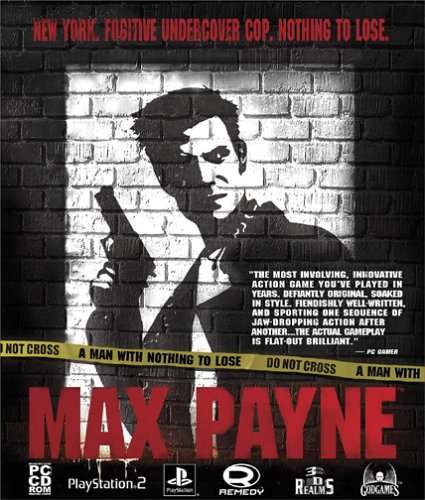 NEW YORK. FUGITIVE UNDERCOVER COP. NOTHING TO LOSE.
"THE MOST INVOLVING, INNOVATIVE
ACTION GAME YOU'VE PLAYED IN
YEARS, DEFIANTLY ORIGINAL, SOAKED
IN STYLE, FIENDISHLY WELL-WRITTEN,
AND SPORTING ONE SEQUENCE OF
JAW-DROPPING ACTION AFTER
ANOTHER...THE ACTUAL GAMEPLAY
IS FLAT-OUT BRILLIANT."
— PC GAMER
DO NOT CROSS A MAN WITH NOTHING TO LOSE DO NOT CROSS A MAN WITH
MAX PAYNE™
PC
CD
ROM
PlayStation 2
PlayStation
REMEDY
3D
REALMS
GODGAMES